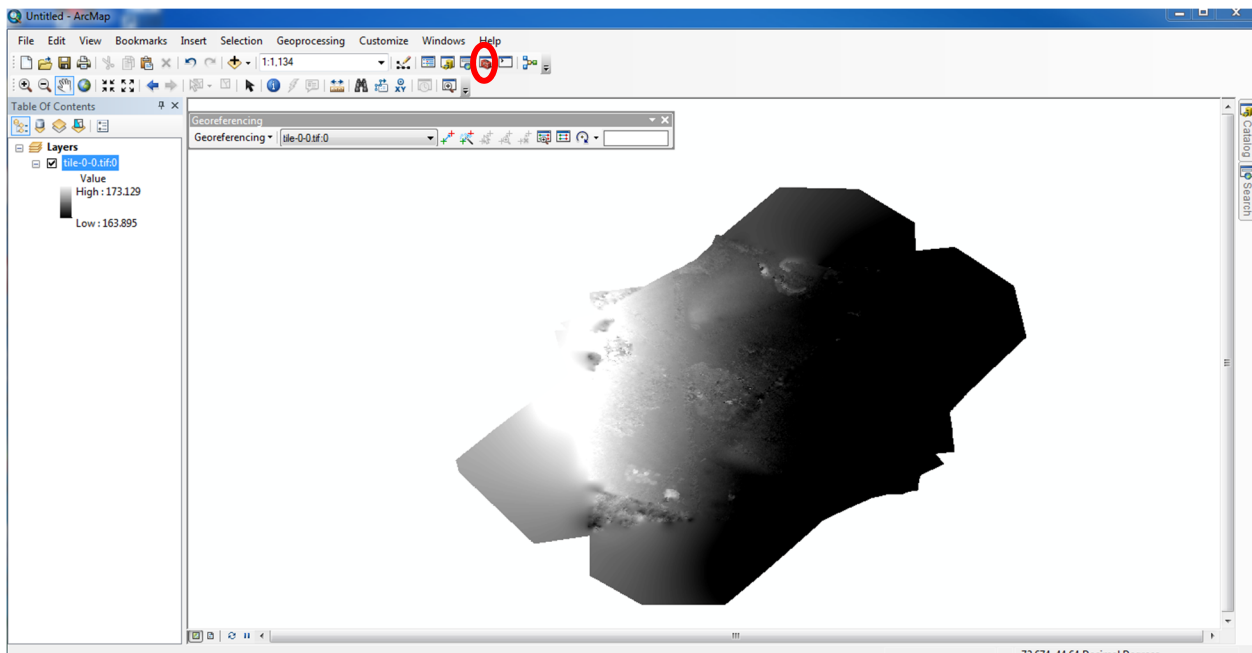 Untitled - ArcMap
File Edit View Bookmarks Insert Selection Geoprocessing Customize Windows Help
1:1,134
Table Of Contents
Layers
tile-0-0.tif:0
Value
High : 173.129
Low : 163.895
Georeferencing
Georeferencing tile-0-0.tif:0
Catalog
Search